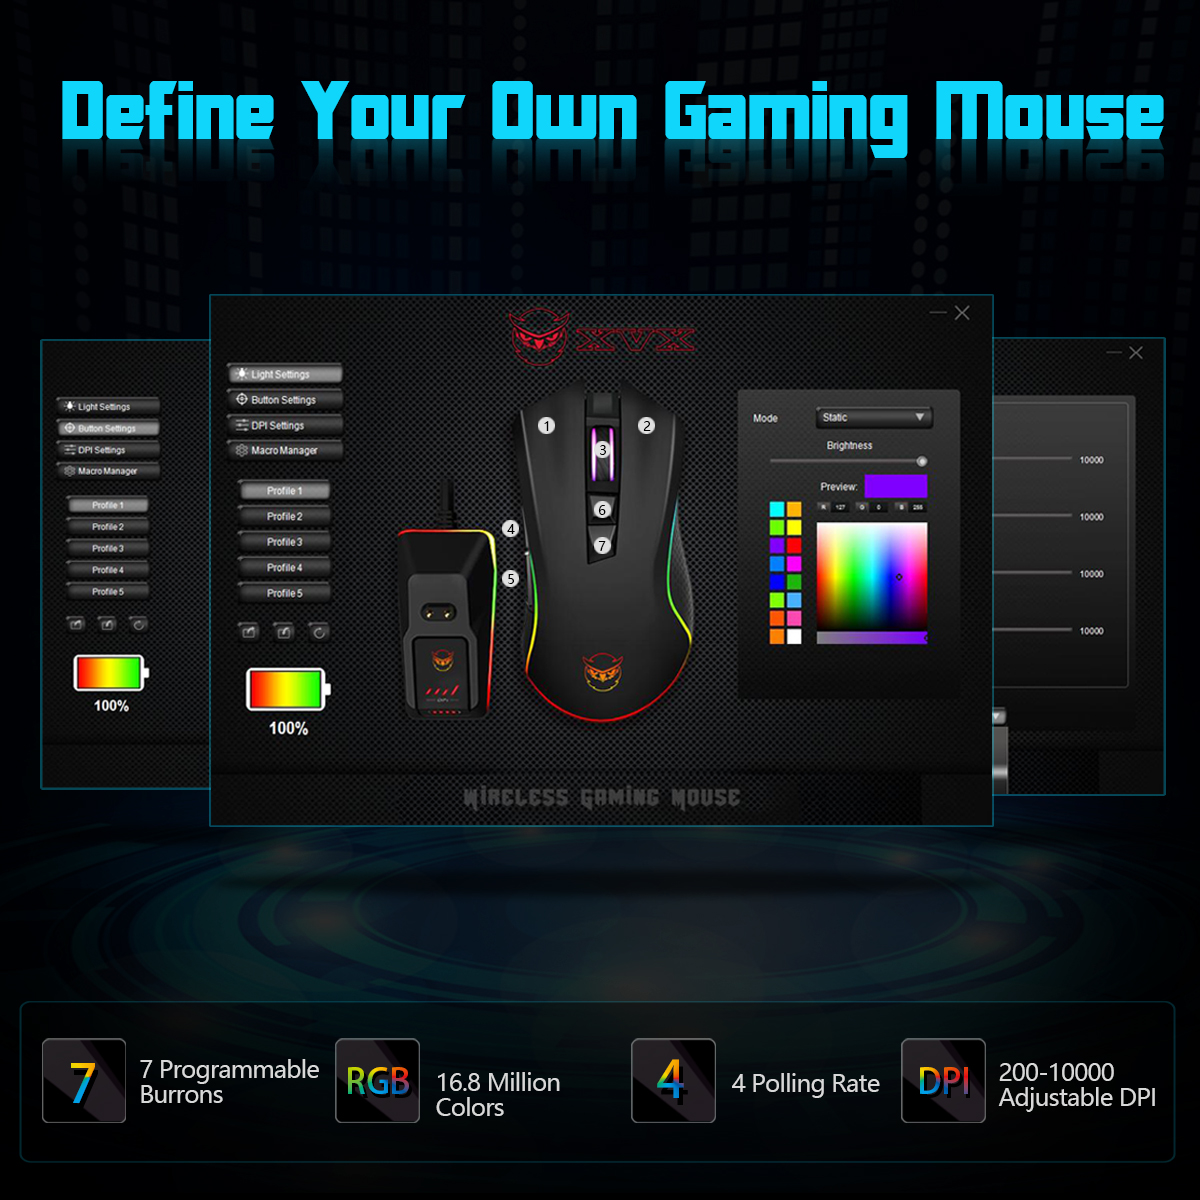 Define Your Own Gaming Mouse
XVX
Light Settings
Button Settings
DPI Settings
Macro Manager
Profile 1
Profile 2
Profile 3
Profile 4
Profile 5
100%
Light Settings
Button Settings
DPI Settings
Macro Manager
Profile 1
Profile 2
Profile 3
Profile 4
Profile 5
100%
1
2
3
4
5
6
7
Mode
Static
Brightness
Preview:
R 127 G 0 B 255
10000
10000
10000
10000
WIRELESS GAMING MOUSE
7
7 Programmable
Burrons
RGB
16.8 Million
Colors
4
4 Polling Rate
DPI
200-10000
Adjustable DPI